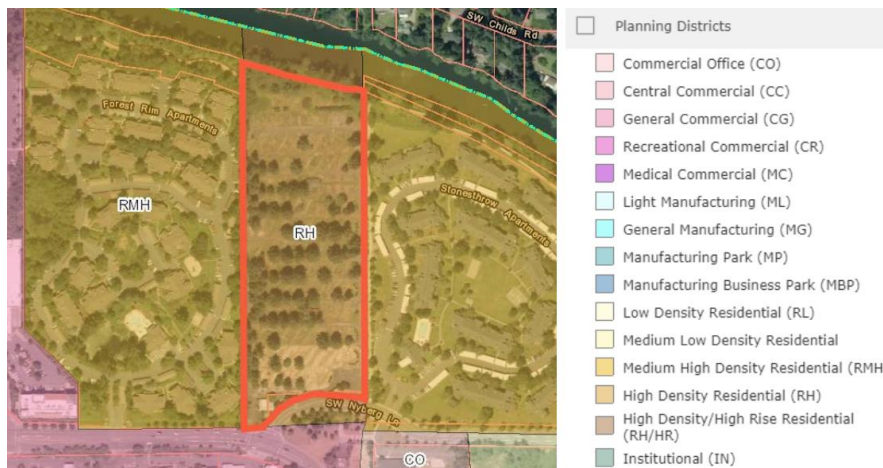 SW Childs Rd
Forest Rim Apartments
RMH
RH
Stonesthrow Apartments
SW Nyberg Ln
CO
Planning Districts
Commercial Office (CO)
Central Commercial (CC)
General Commercial (CG)
Recreational Commercial (CR)
Medical Commercial (MC)
Light Manufacturing (ML)
General Manufacturing (MG)
Manufacturing Park (MP)
Manufacturing Business Park (MBP)
Low Density Residential (RL)
Medium Low Density Residential
Medium High Density Residential (RMH
High Density Residential (RH)
High Density/High Rise Residential
(RH/HR)
Institutional (IN)